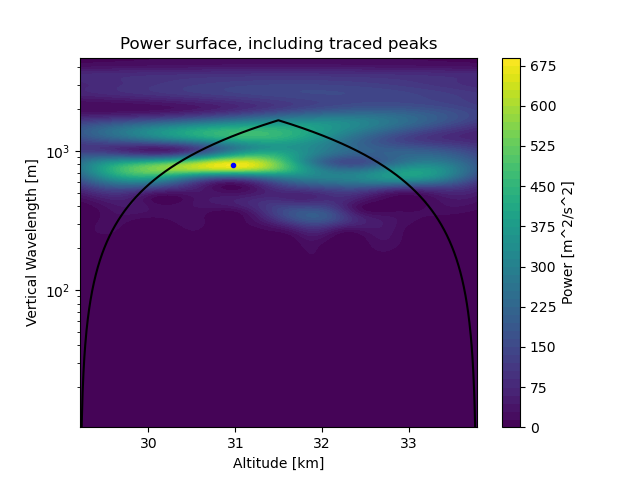 Power surface, including traced peaks
10^3
10^2
Vertical Wavelength [m]
30 31 32 33
Altitude [km]
675
600
525
450
375
300
225
150
75
0
Power [m^2/s^2]